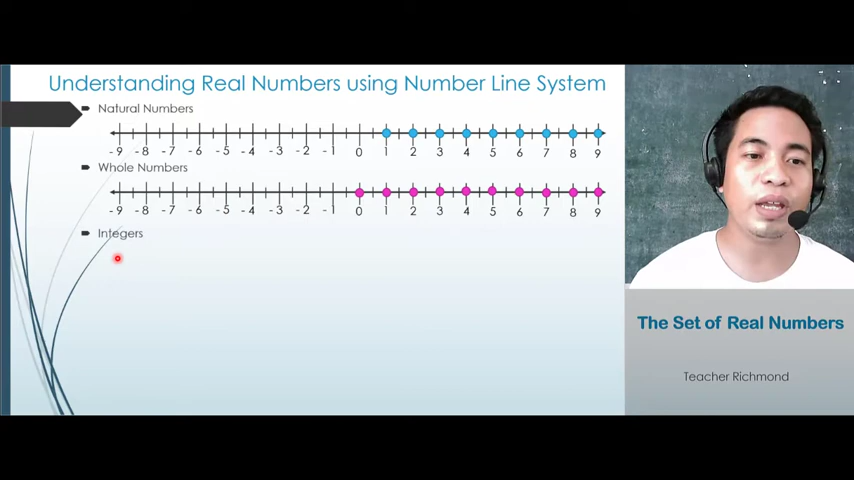 Understanding Real Numbers using Number Line System
Natural Numbers
-9 -8 -7 -6 -5 -4 -3 -2 -1 0 1 2 3 4 5 6 7 8 9
Whole Numbers
-9 -8 -7 -6 -5 -4 -3 -2 -1 0 1 2 3 4 5 6 7 8 9
Integers
The Set of Real Numbers
Teacher Richmond